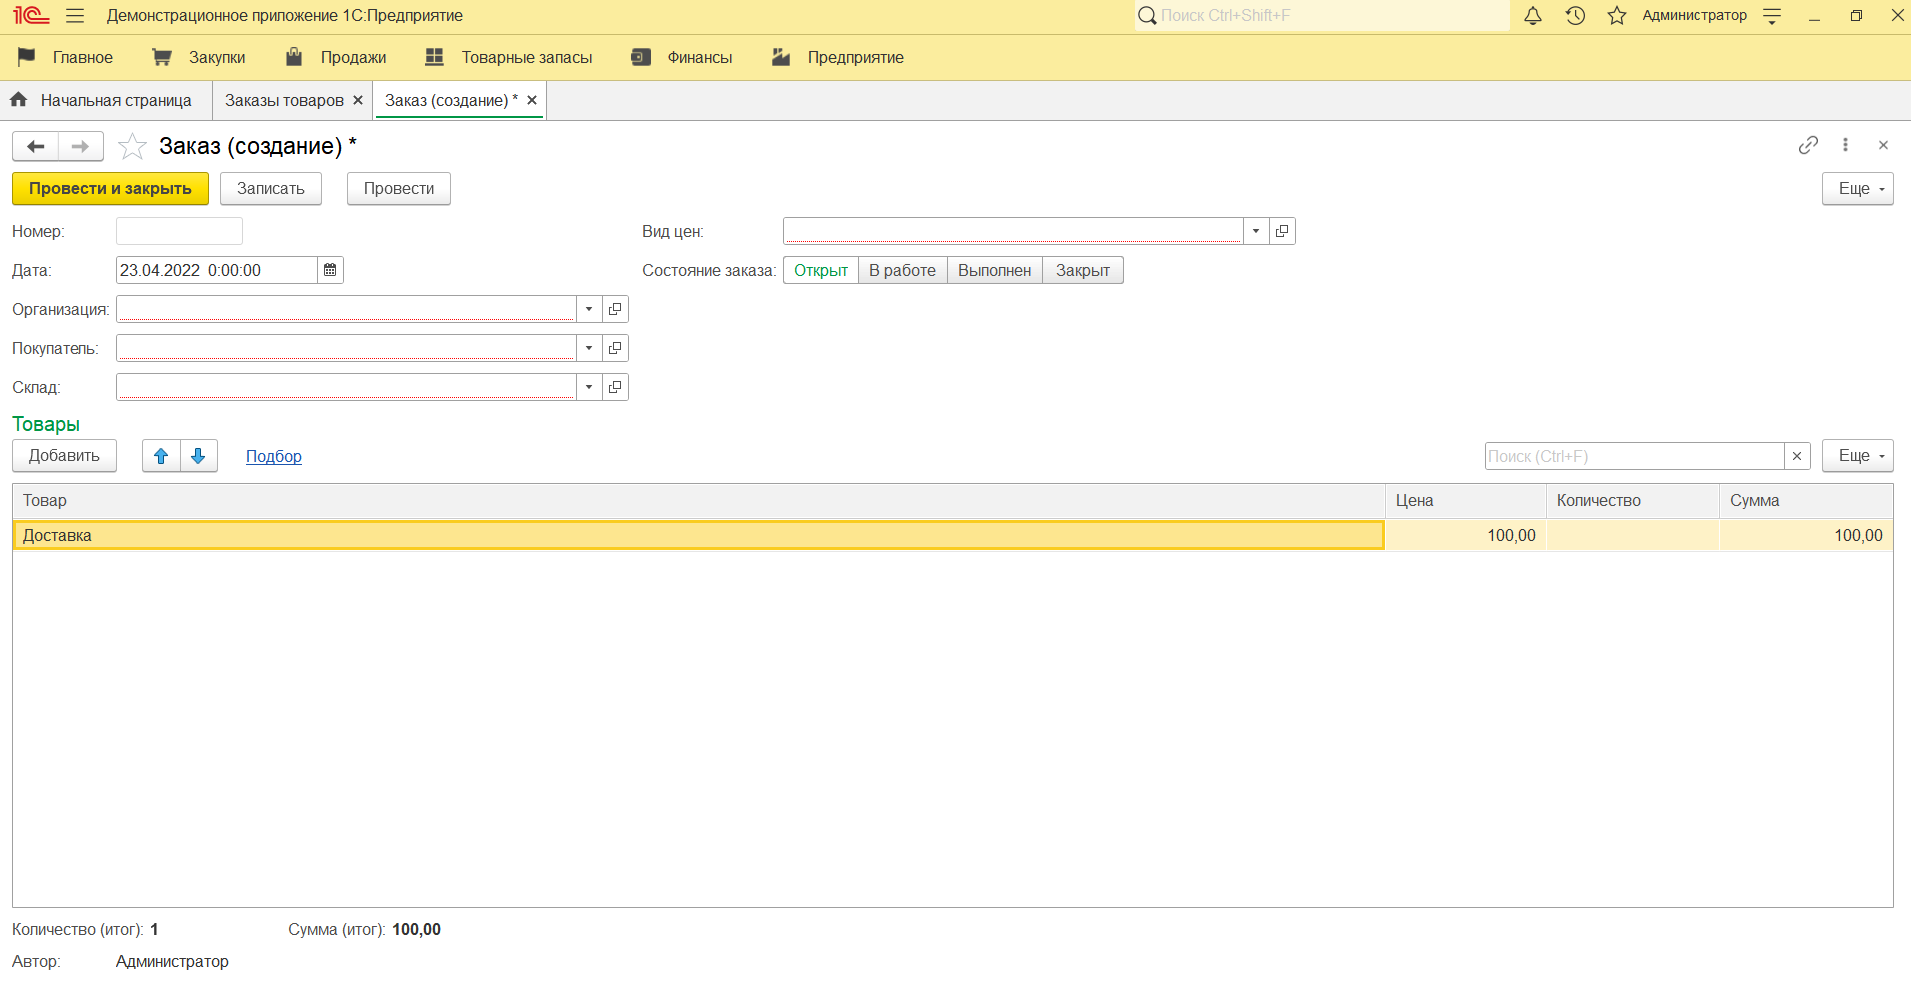 1С Демонстрационное приложение 1С:Предприятие Поиск Ctrl+Shift+F Администратор
Главное Закупки Продажи Товарные запасы Финансы Предприятие
Начальная страница Заказы товаров Заказ (создание) *
Заказ (создание) *
Провести и закрыть Записать Провести Еще
Номер: Вид цен:
Дата: 23.04.2022 0:00:00 Состояние заказа: Открыт В работе Выполнен Закрыт
Организация:
Покупатель:
Склад:
Товары
Добавить Подбор Поиск (Ctrl+F) Еще
Товар Цена Количество Сумма
Доставка 100,00 100,00
Количество (итог): 1 Сумма (итог): 100,00
Автор: Администратор